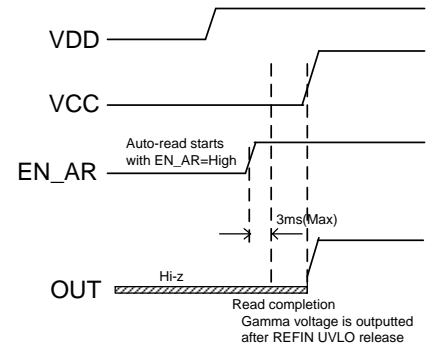 VDD
VCC
Auto-read starts
with EN_AR=High
EN_AR
3ms(Max)
Hi-z
OUT
Read completion
Gamma voltage is outputted
after REFIN UVLO release